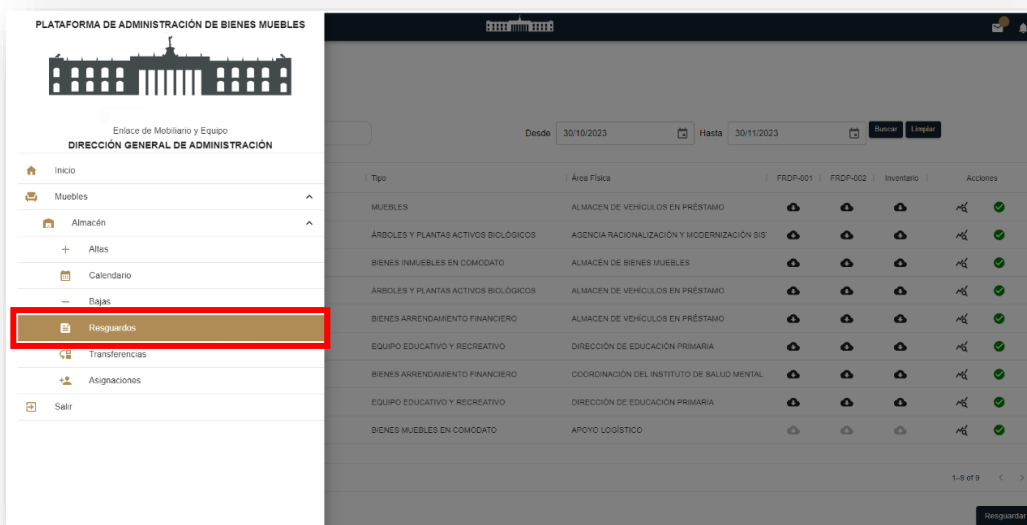 PLATAFORMA DE ADMINISTRACIÓN DE BIENES MUEBLES
Enlace de Mobiliario y Equipo
DIRECCIÓN GENERAL DE ADMINISTRACIÓN
Inicio
Muebles
Almacén
Altas
Calendario
Bajas
Resguardos
Transferencias
Asignaciones
Salir
Desde 30/10/2023 Hasta 30/11/2023 Buscar Limpiar
Tipo Área Física FRDP-001 FRDP-002 Inventario Acciones
MUEBLES ALMACEN DE VEHÍCULOS EN PRÉSTAMO
ÁRBOLES Y PLANTAS ACTIVOS BIOLÓGICOS AGENCIA RACIONALIZACIÓN Y MODERNIZACIÓN SIS
BIENES INMUEBLES EN COMODATO ALMACÉN DE BIENES MUEBLES
ÁRBOLES Y PLANTAS ACTIVOS BIOLÓGICOS ALMACEN DE VEHÍCULOS EN PRÉSTAMO
BIENES ARRENDAMIENTO FINANCIERO ALMACEN DE VEHÍCULOS EN PRÉSTAMO
EQUIPO EDUCATIVO Y RECREATIVO DIRECCIÓN DE EDUCACIÓN PRIMARIA
BIENES ARRENDAMIENTO FINANCIERO COORDINACIÓN DEL INSTITUTO DE SALUD MENTAL
EQUIPO EDUCATIVO Y RECREATIVO DIRECCIÓN DE EDUCACIÓN PRIMARIA
BIENES MUEBLES EN COMODATO APOYO LOGÍSTICO
1–9 of 9
Resguardar